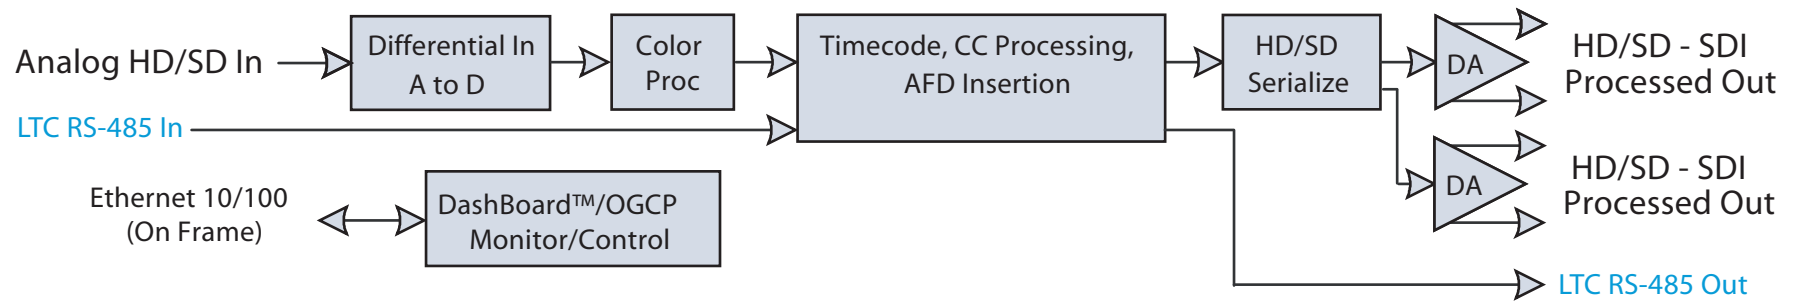 Analog HD/SD In
Differential In
A to D
Color
Proc
Timecode, CC Processing,
AFD Insertion
HD/SD
Serialize
DA
HD/SD - SDI
Processed Out
LTC RS-485 In
DA
HD/SD - SDI
Processed Out
Ethernet 10/100
(On Frame)
DashBoard™/OGCP
Monitor/Control
LTC RS-485 Out